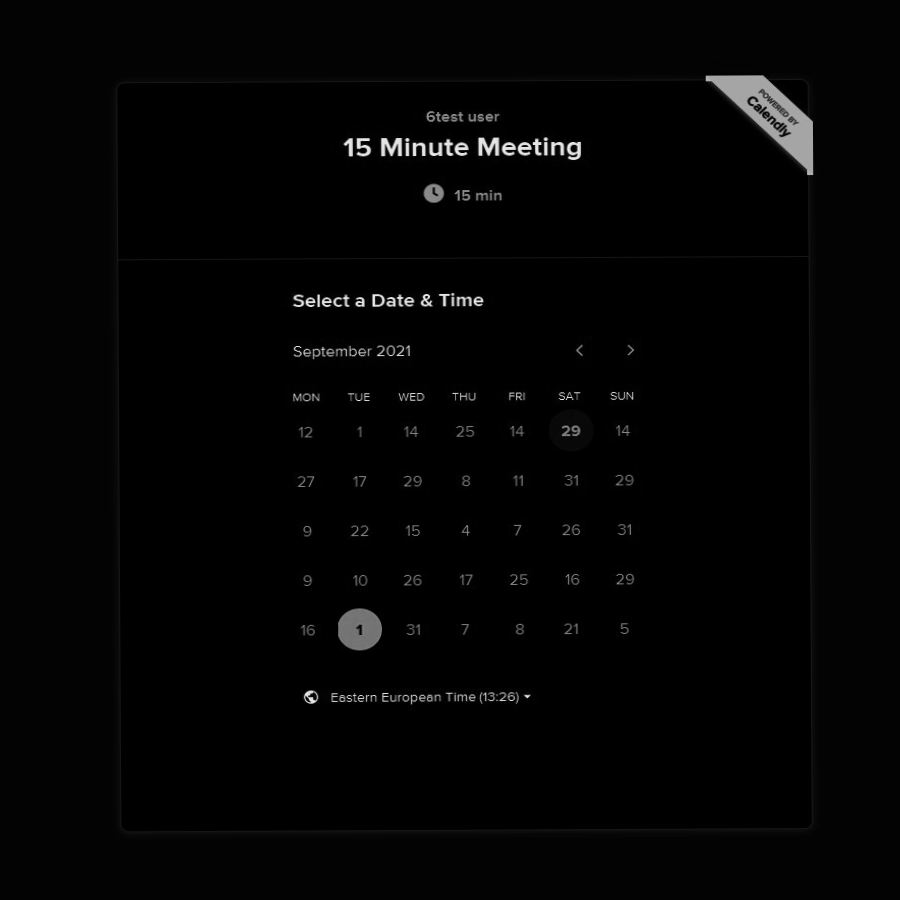 POWERED BY
Calendly
6test user
15 Minute Meeting
15 min
Select a Date & Time
September 2021
MON TUE WED THU FRI SAT SUN
12 1 14 25 14 29 14
27 17 29 8 11 31 29
9 22 15 4 7 26 31
9 10 26 17 25 16 29
16 1 31 7 8 21 5
Eastern European Time (13:26)